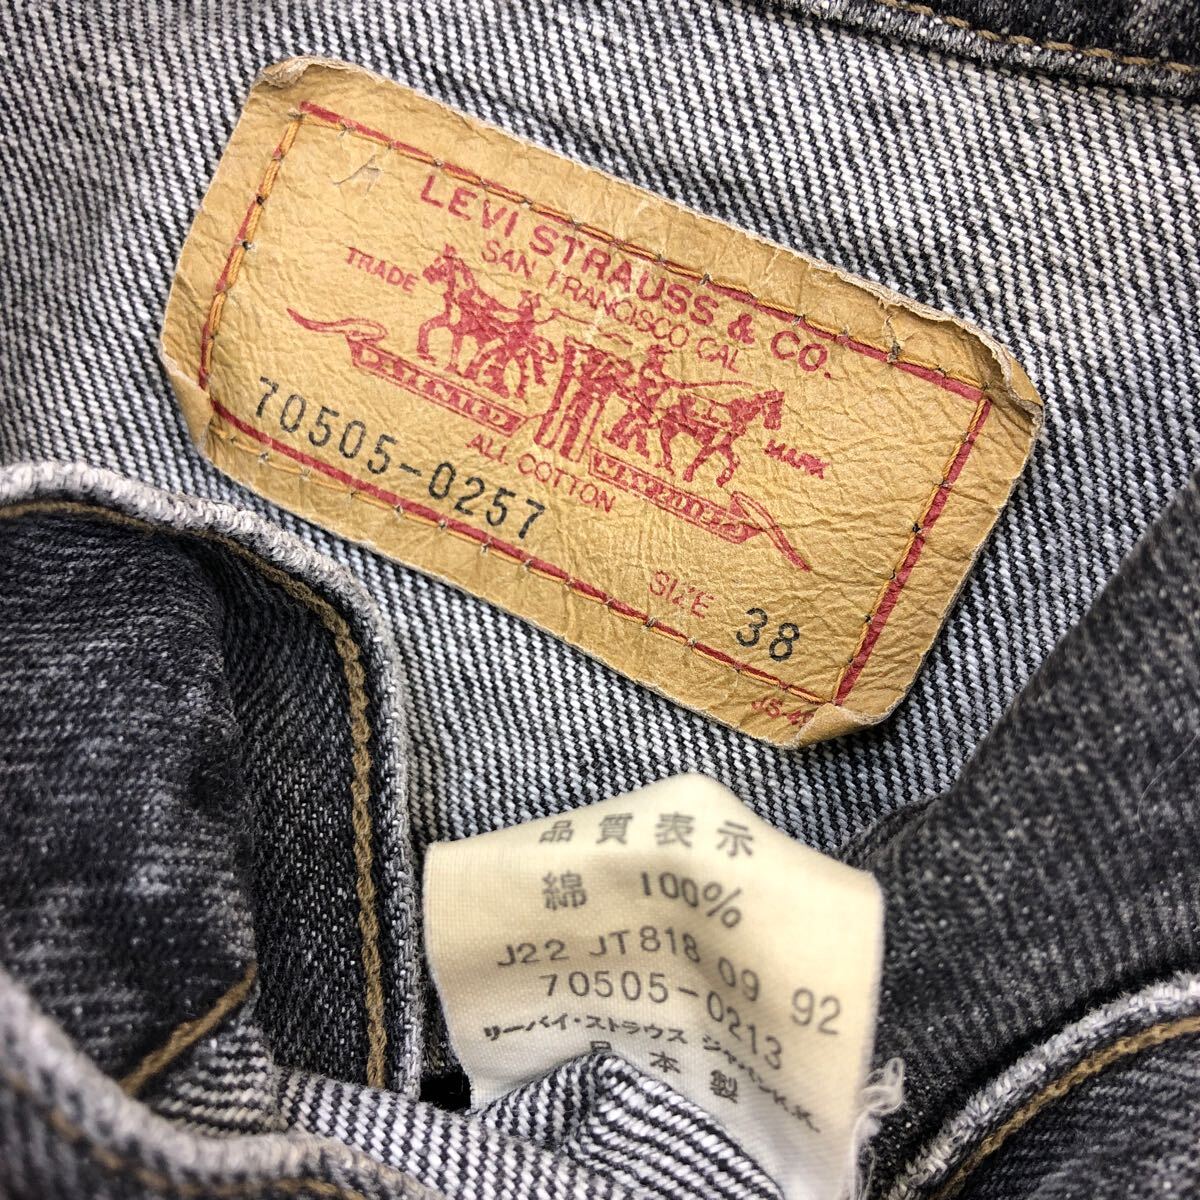 A
LEVI STRAUSS & CO.
SAN FRANCISCO CAL
TRADE MARK
ALL COTTON
70505-0257
SIZE 38
品質表示
綿 100%
J22 JT818 09 92
70505-0213
リーバイ・ストラウス ジャパンK.K.
日本製